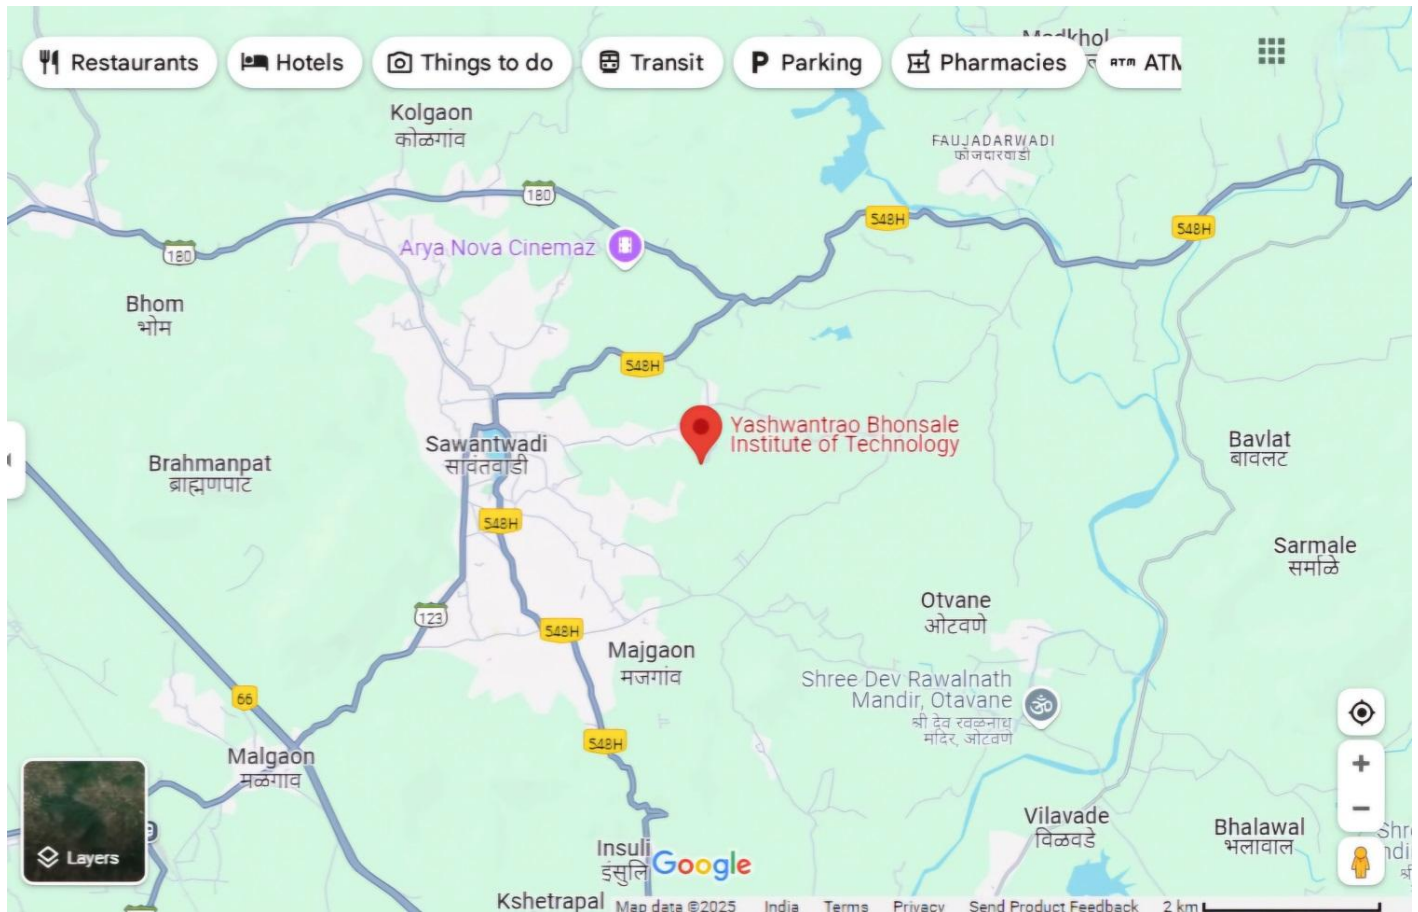 Restaurants
Hotels
Things to do
Transit
Parking
Pharmacies
ATM
Kolgaon
कोळगांव
FAUJADARWADI
फौजदारवाडी
180
548H
548H
Arya Nova Cinemaz
180
Bhom
भोम
548H
Yashwantrao Bhonsale
Institute of Technology
Sawantwadi
सावंतवाडी
Bavlat
बावलट
Brahmanpat
ब्राह्मणपाट
548H
Sarmale
सर्माळे
Otvane
ओटवणे
123
548H
Majgaon
मजगांव
Shree Dev Rawalnath
Mandir, Otavane
श्री देव रवळनाथ
मंदिर, ओटवणे
66
548H
Malgaon
मळगांव
Layers
Vilavade
विळवडे
Bhalawal
भलावाल
Insuli
इंसुलि
Google
Kshetrapal
Map data ©2025 India Terms Privacy Send Product Feedback 2 km